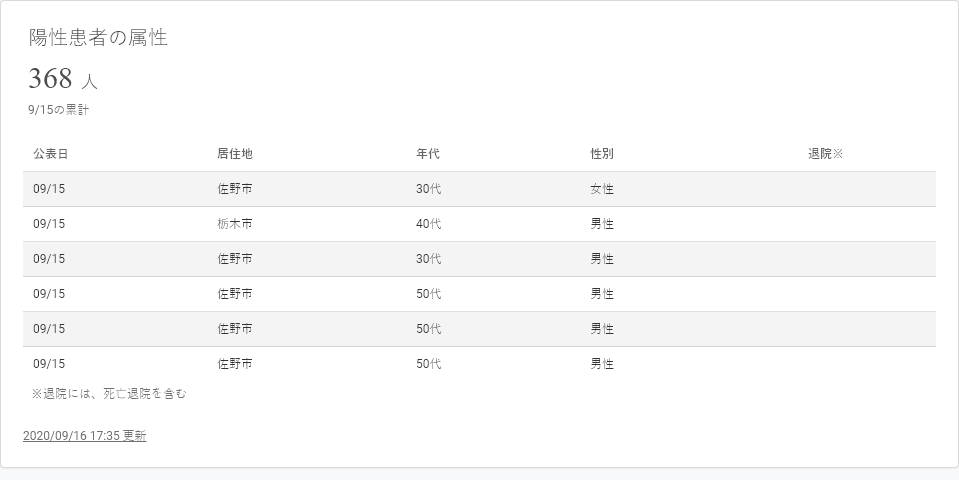 陽性患者の属性
368 人
9/15の累計
公表日 居住地 年代 性別 退院※
09/15 佐野市 30代 女性
09/15 栃木市 40代 男性
09/15 佐野市 30代 男性
09/15 佐野市 50代 男性
09/15 佐野市 50代 男性
09/15 佐野市 50代 男性
※退院には、死亡退院を含む
2020/09/16 17:35 更新